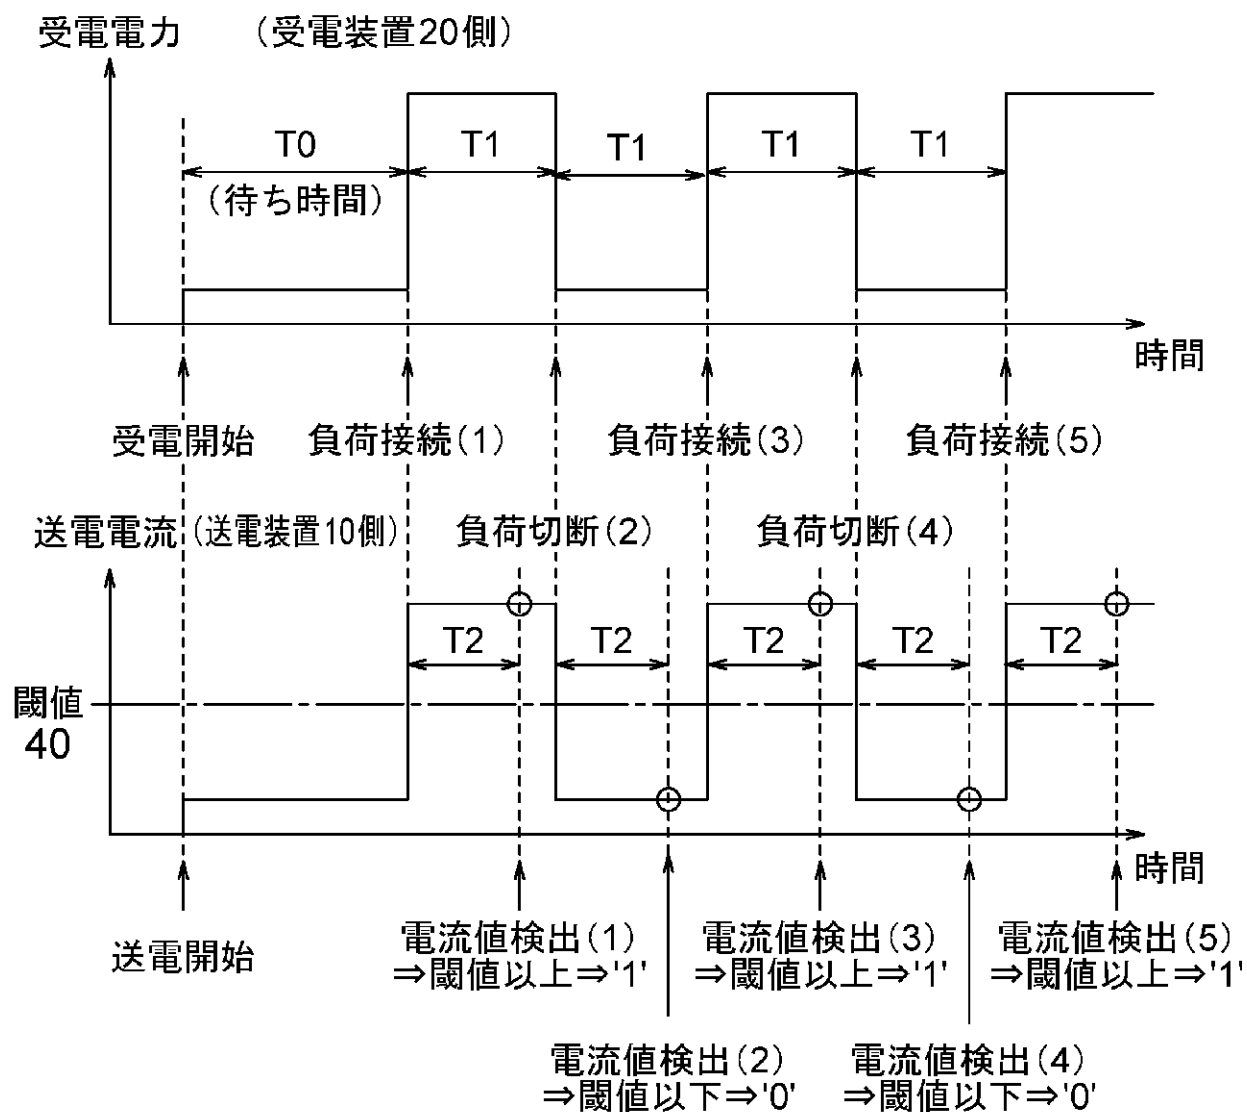 受電電力 （受電装置20側）
T0 T1 T1 T1 T1
（待ち時間）
時間
受電開始 負荷接続（1） 負荷接続（3） 負荷接続（5）
送電電流（送電装置10側） 負荷切断（2） 負荷切断（4）
T2 T2 T2 T2 T2
閾値
40
時間
送電開始
電流値検出（1） 電流値検出（3） 電流値検出（5）
⇒閾値以上⇒'1' ⇒閾値以上⇒'1' ⇒閾値以上⇒'1'
電流値検出（2） 電流値検出（4）
⇒閾値以下⇒'0' ⇒閾値以下⇒'0'